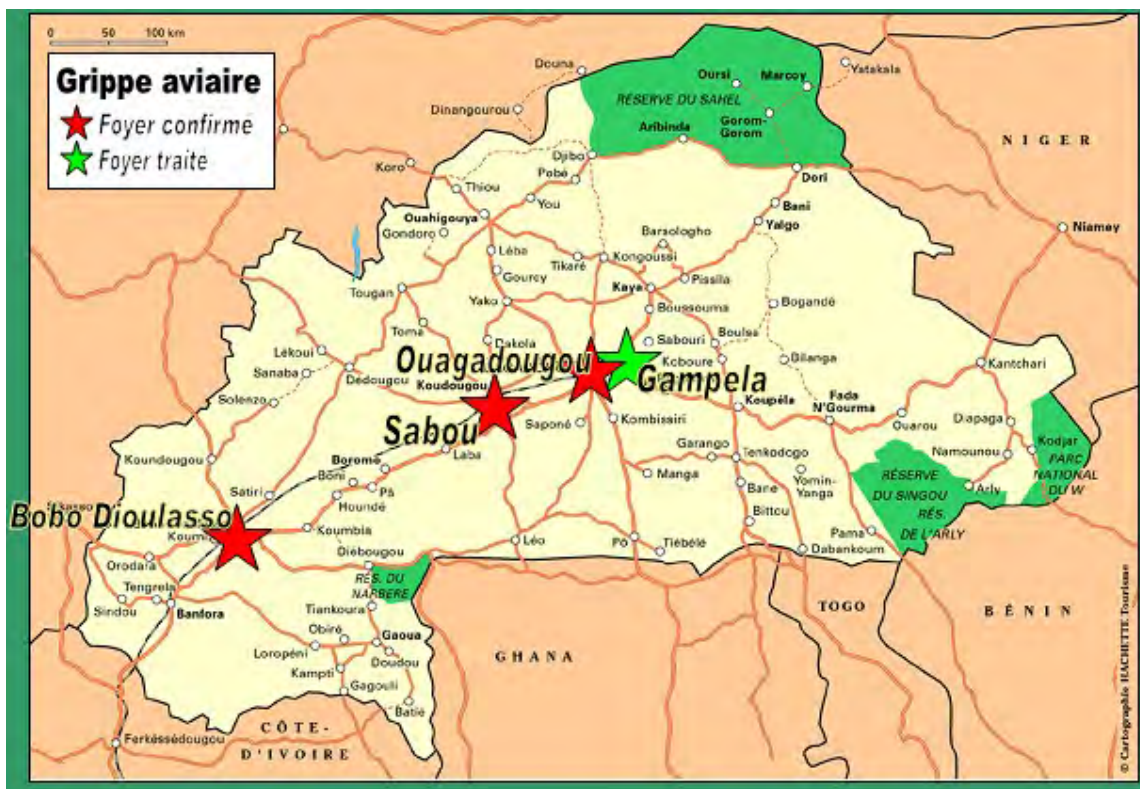 0 50 100 km
Grippe aviaire
Foyer confirme
Foyer traite
Douna
Dinangourou
Yatakala
Oursi
Marcoy
RÉSERVE DU SAHEL
Gorom-
Gorom
Aribinda
NIGER
Koro
Djibo
Pobé
Thiou
Dori
You
Bani
Ouahigouya
Gondoro
Yalgo
Niamey
Barsologho
Léba
Tikaré
Kongoussi
Gourcy
Pissila
Tougan
Kaya
Yako
Bogandé
Boussouma
Toma
Boulsa
Dakola
Sabouri
Lékoui
Ouagadougou
Koboure
Bilanga
Kantchari
Sanaba
Dédougou
Koudougou
Gampela
Solenzo
Koupéla
Fada
N'Gourma
Ouarou
Diapaga
Sabou
Saponé
Kombissiri
Kodjar
Laba
Garango
Tenkodogo
Namounou
PARC
NATIONAL
DU W
Koundougou
Boromo
Boni
Manga
Yomin-
Yanga
RÉSERVE
DU SINGOU
RÉS.
DE L'ARLY
Arly
Satiri
Pâ
Bane
Houndé
Bobo Dioulasso
Bittou
Koumi
Koumbia
Pama
Léo
Pô
Tiébélé
Dabankoum
Diébougou
Orodara
RÉS. DU
NABERE
Tengrela
Sindou
Banfora
Tiankoura
TOGO
BÉNIN
Obiré
Gaoua
Loropéni
Doudou
GHANA
Kampti
Gagouli
Batié
CÔTE-
D'IVOIRE
Ferkéssédougou
© Cartographie HACHETTE Tourisme